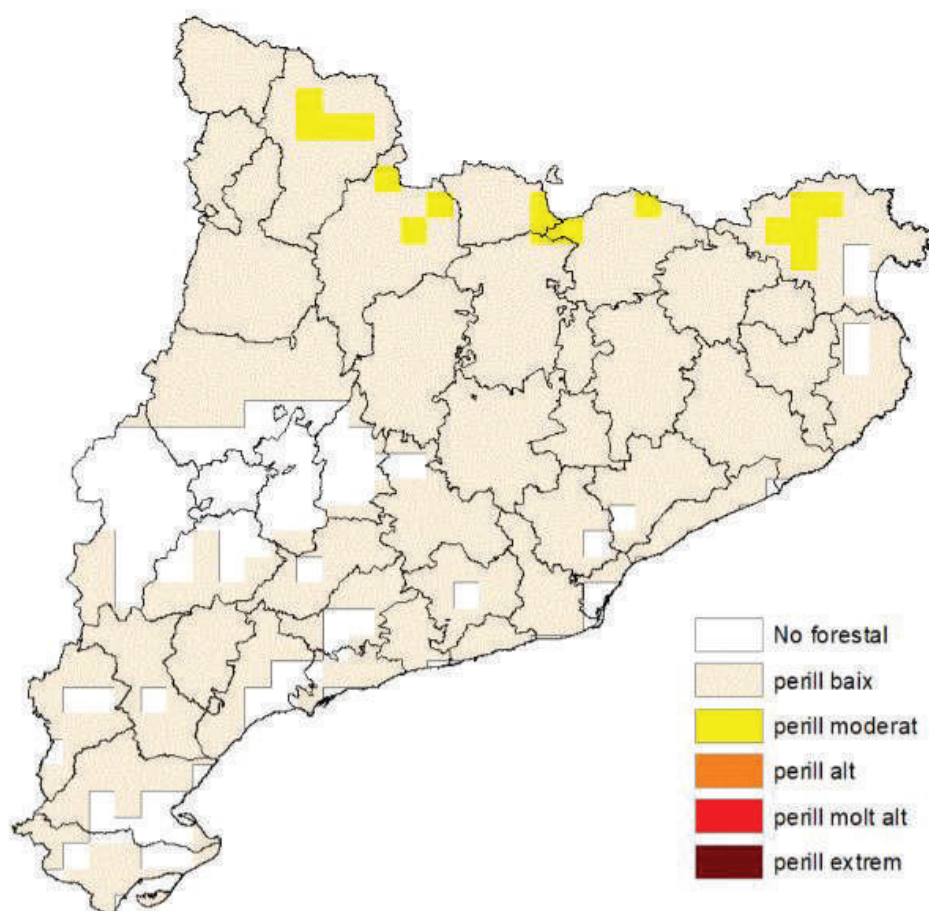 No forestal
perill baix
perill moderat
perill alt
perill molt alt
perill extrem